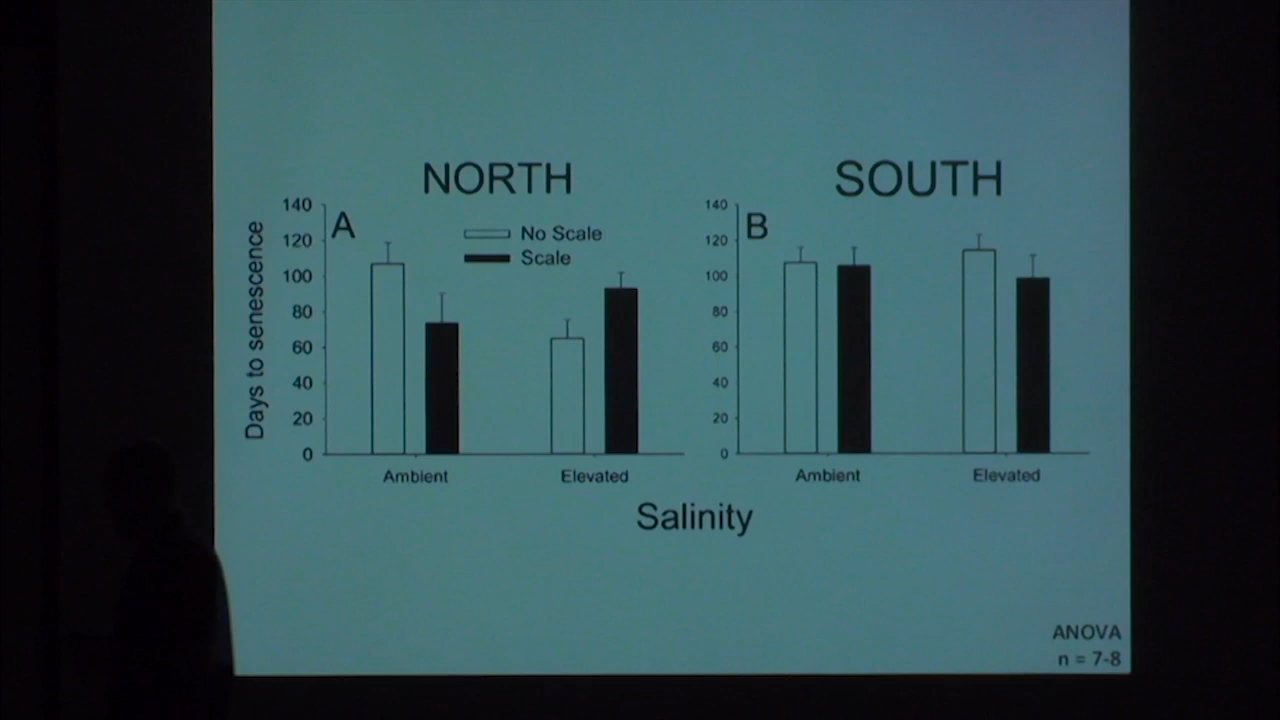 NORTH
SOUTH
Days to senescence
140
120
100
80
60
40
20
0
A
No Scale
Scale
Ambient
Elevated
140
120
100
80
60
40
20
0
B
Ambient
Elevated
Salinity
ANOVA
n = 7-8